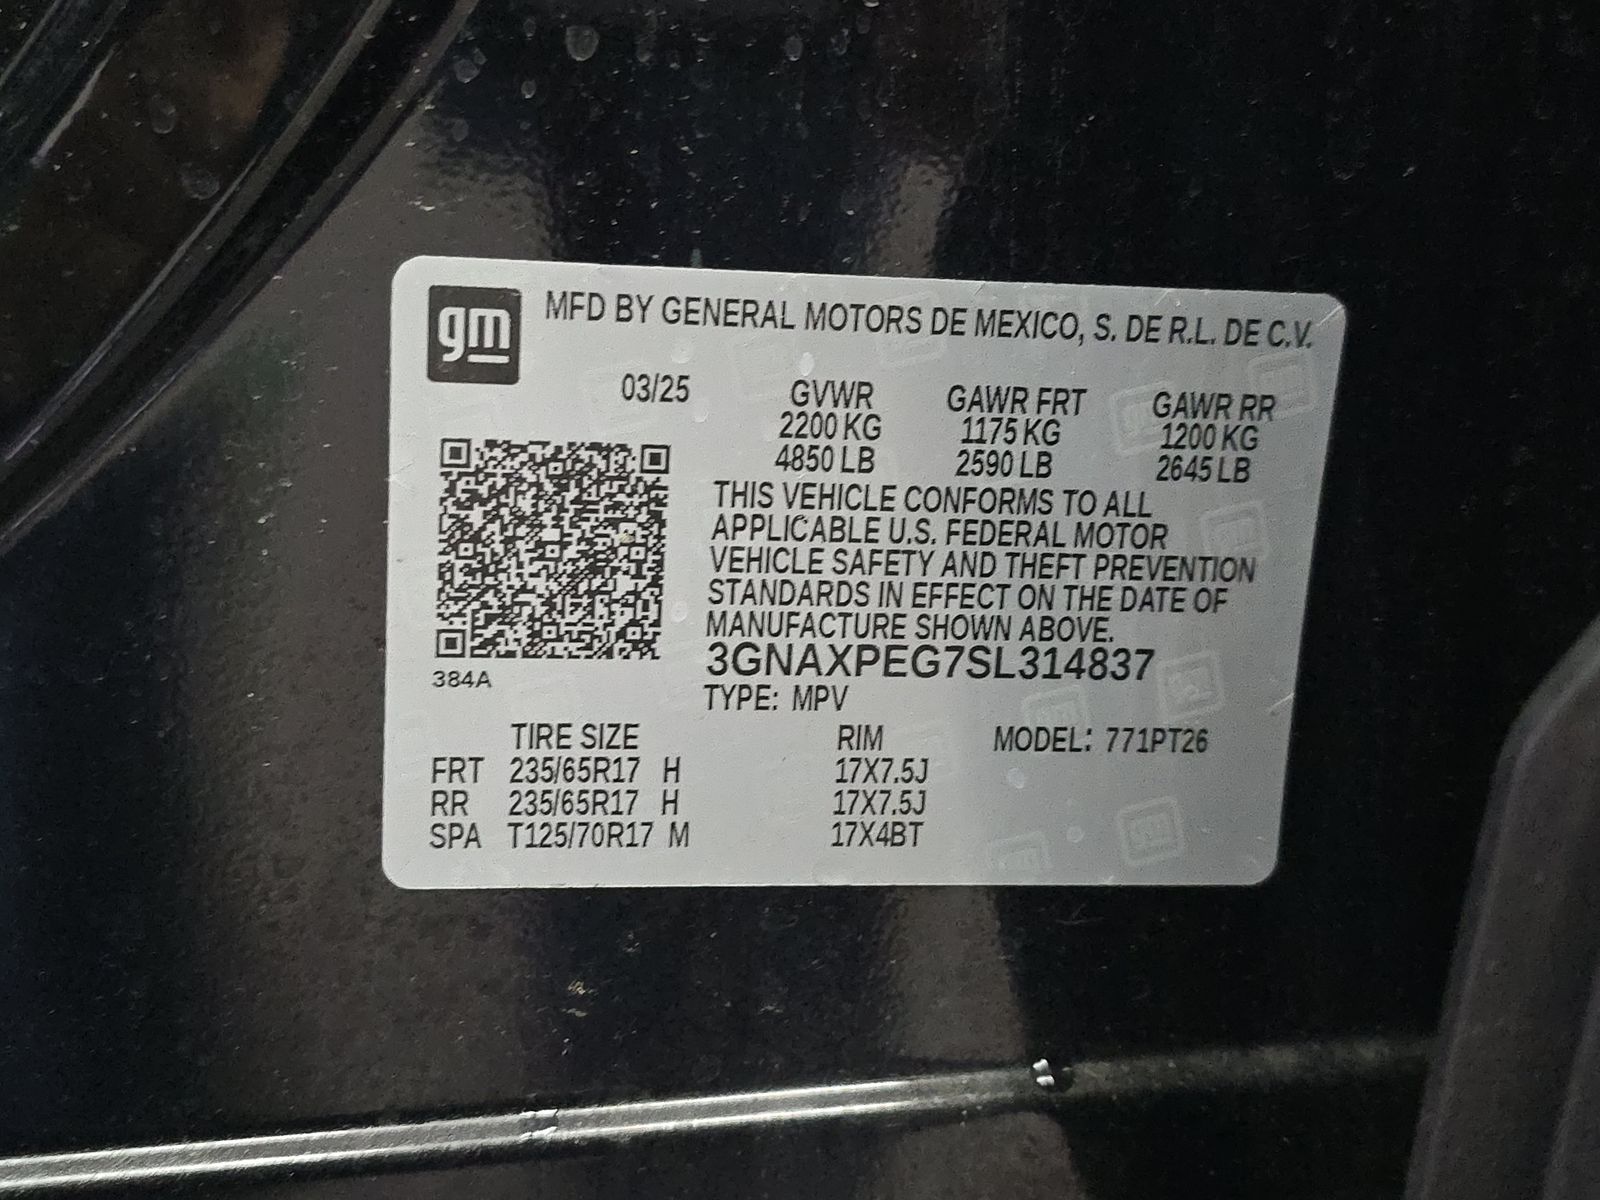 gm MFD BY GENERAL MOTORS DE MEXICO, S. DE R.L. DE C.V.
03/25 GVWR GAWR FRT GAWR RR
2200 KG 1175 KG 1200 KG
4850 LB 2590 LB 2645 LB
THIS VEHICLE CONFORMS TO ALL
APPLICABLE U.S. FEDERAL MOTOR
VEHICLE SAFETY AND THEFT PREVENTION
STANDARDS IN EFFECT ON THE DATE OF
MANUFACTURE SHOWN ABOVE.
3GNAXPEG7SL314837
384A
TYPE: MPV
TIRE SIZE RIM MODEL: 771PT26
FRT 235/65R17 H 17X7.5J
RR 235/65R17 H 17X7.5J
SPA T125/70R17 M 17X4BT